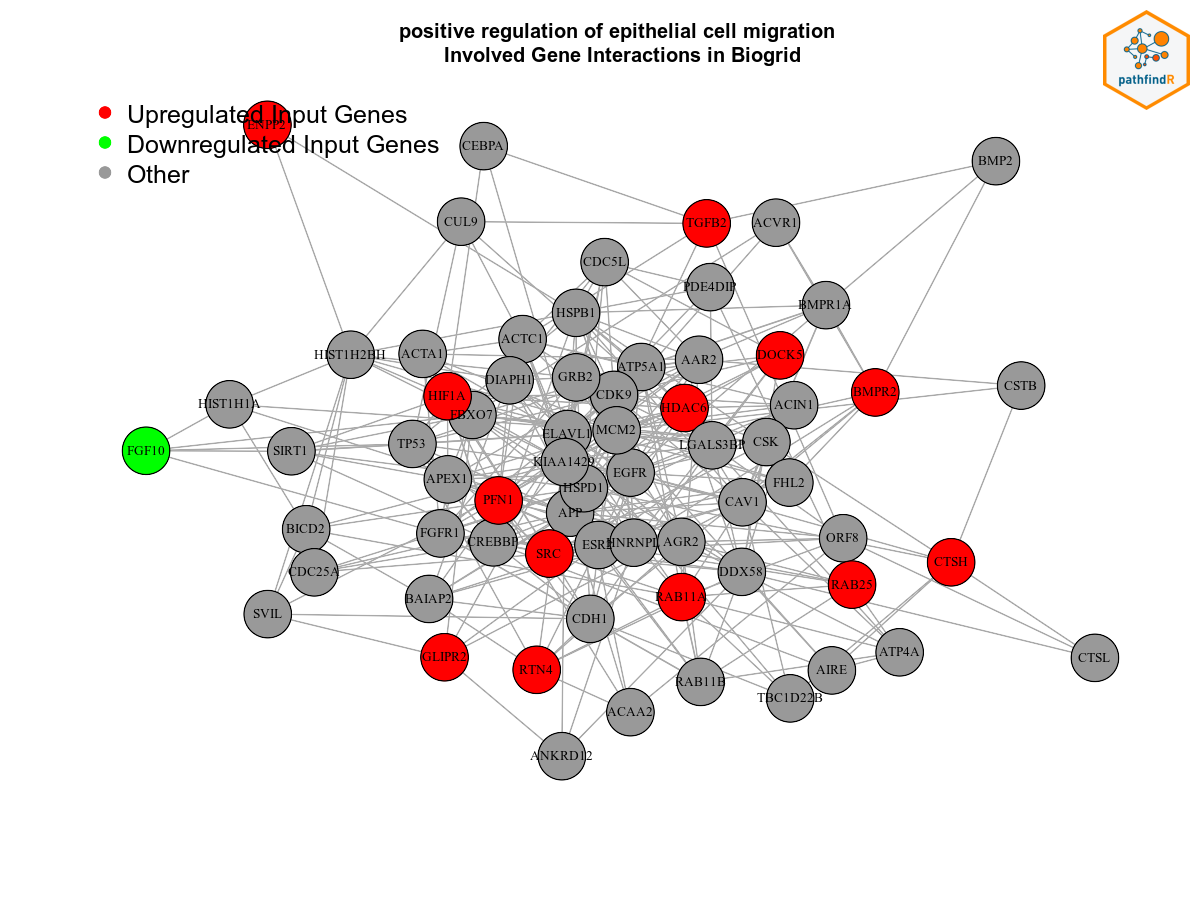 positive regulation of epithelial cell migration
Involved Gene Interactions in Biogrid
pathfindR
Upregulated Input Genes
Downregulated Input Genes
Other
ENPP2
CEBPA
BMP2
CUL9
TGFB2
ACVR1
CDC5L
PDE4DIP
BMPR1A
HSPB1
ACTC1
HIST1H2BH
ACTA1
DOCK5
AAR2
ATP5A1
GRB2
DIAPH1
CSTB
BMPR2
HIF1A
CDK9
HIST1H1A
HDAC6
ACIN1
FBXO7
MCM2
ELAVL1
TP53
CSK
LGALS3BP
FGF10
SIRT1
KIAA1429
EGFR
APEX1
FHL2
HSPD1
PFN1
CAV1
APP
BICD2
FGFR1
ORF8
CREBBP
ESR2
HNRNPL
AGR2
SRC
CTSH
CDC25A
DDX58
RAB25
BAIAP2
RAB11A
SVIL
CDH1
ATP4A
GLIPR2
CTSL
RTN4
AIRE
RAB11B
TBC1D22B
ACAA2
ANKRD12